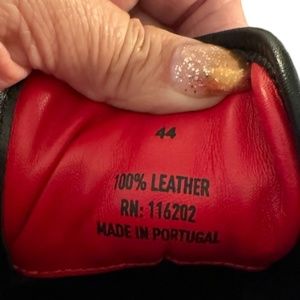 44
100% LEATHER
RN: 116202
MADE IN PORTUGAL